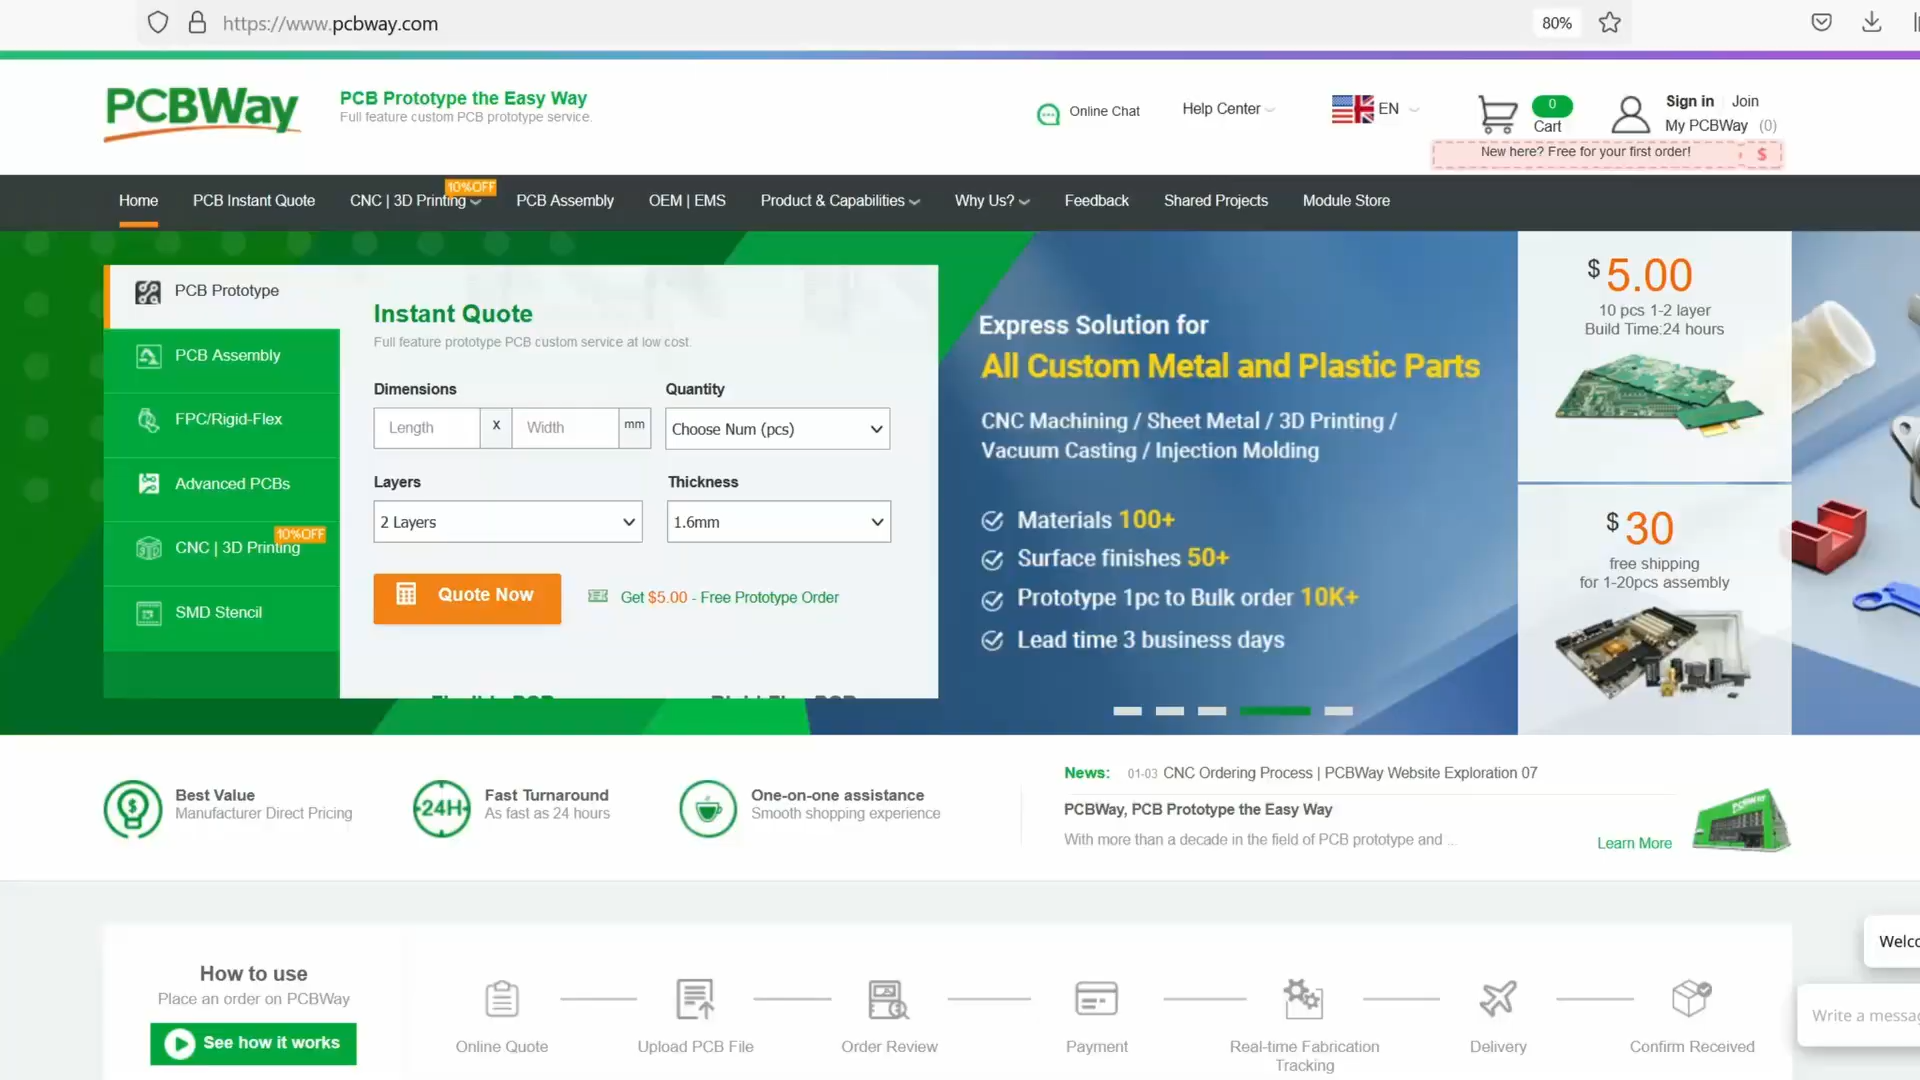 https://www.pcbway.com
80%
PCBWay
PCB Prototype the Easy Way
Full feature custom PCB prototype service.
Online Chat
Help Center
EN
0
Cart
Sign in
Join
My PCBWay (0)
New here? Free for your first order!
$
Home
PCB Instant Quote
CNC | 3D Printing
10%OFF
PCB Assembly
OEM | EMS
Product & Capabilities
Why Us?
Feedback
Shared Projects
Module Store
PCB Prototype
PCB Assembly
FPC/Rigid-Flex
Advanced PCBs
10%OFF
CNC | 3D Printing
SMD Stencil
Instant Quote
Full feature prototype PCB custom service at low cost.
Dimensions
Quantity
Length
x
Width
mm
Choose Num (pcs)
Layers
Thickness
2 Layers
1.6mm
Quote Now
Get $5.00 - Free Prototype Order
Express Solution for
All Custom Metal and Plastic Parts
CNC Machining / Sheet Metal / 3D Printing /
Vacuum Casting / Injection Molding
Materials 100+
Surface finishes 50+
Prototype 1pc to Bulk order 10K+
Lead time 3 business days
$ 5.00
10 pcs 1-2 layer
Build Time:24 hours
$ 30
free shipping
for 1-20pcs assembly
Best Value
Manufacturer Direct Pricing
24H
Fast Turnaround
As fast as 24 hours
One-on-one assistance
Smooth shopping experience
News: 01-03 CNC Ordering Process | PCBWay Website Exploration 07
PCBWay, PCB Prototype the Easy Way
With more than a decade in the field of PCB prototype and ...
Learn More
How to use
Place an order on PCBWay
See how it works
Online Quote
Upload PCB File
Order Review
Payment
Real-time Fabrication
Tracking
Delivery
Confirm Received
Welco
Write a messag